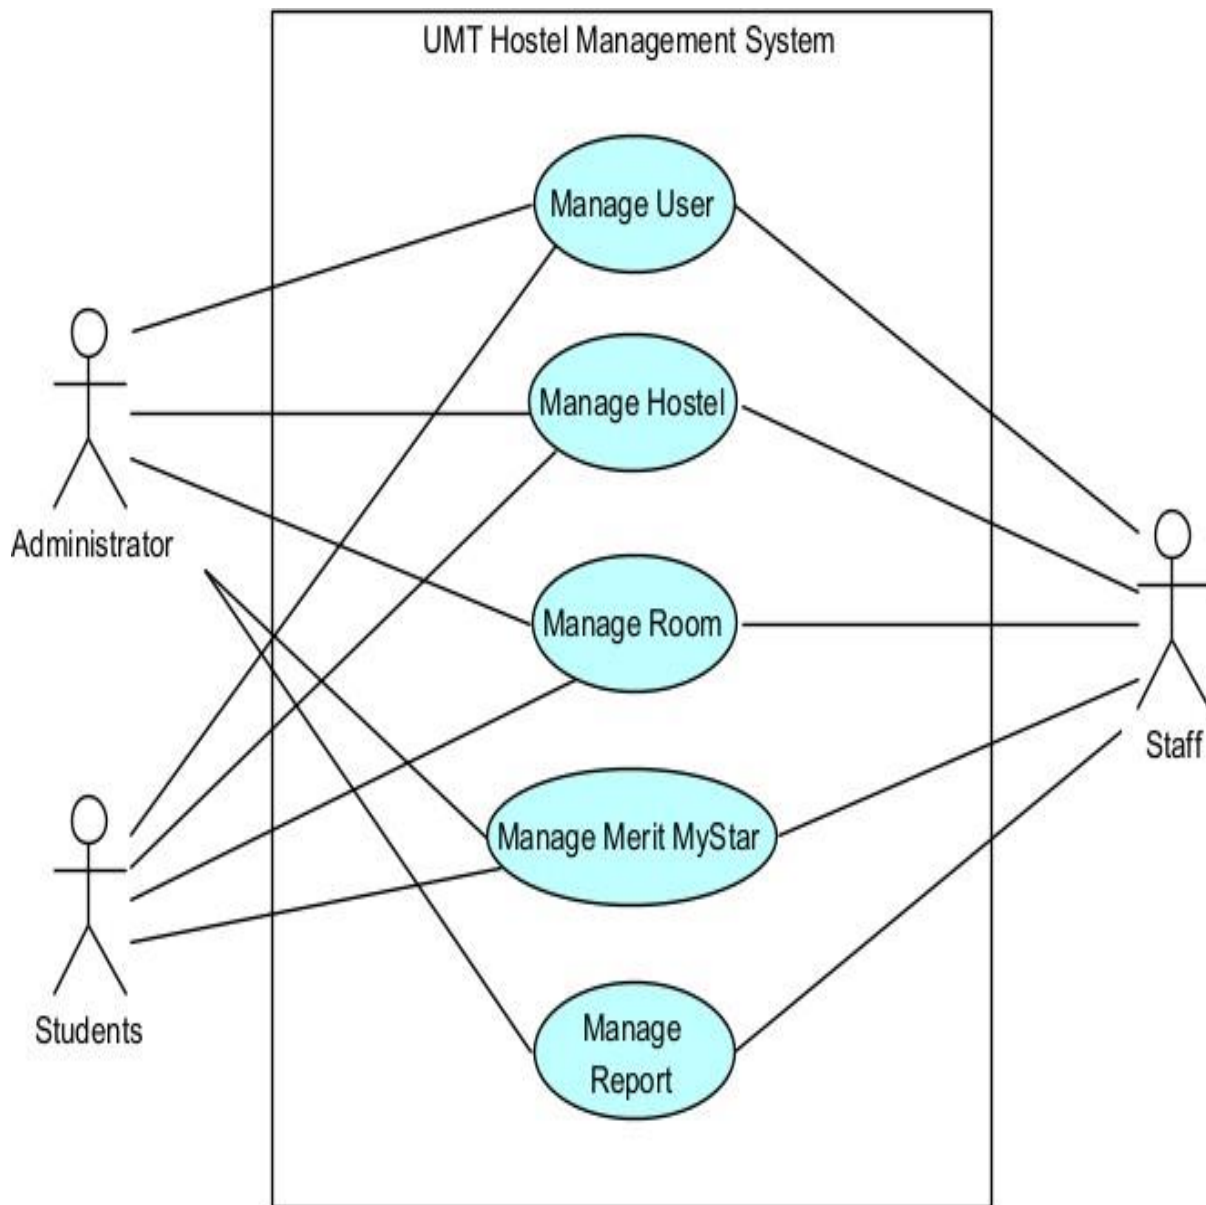 UMT Hostel Management System
Manage User
Manage Hostel
Administrator
Manage Room
Staff
Manage Merit MyStar
Students
Manage
Report